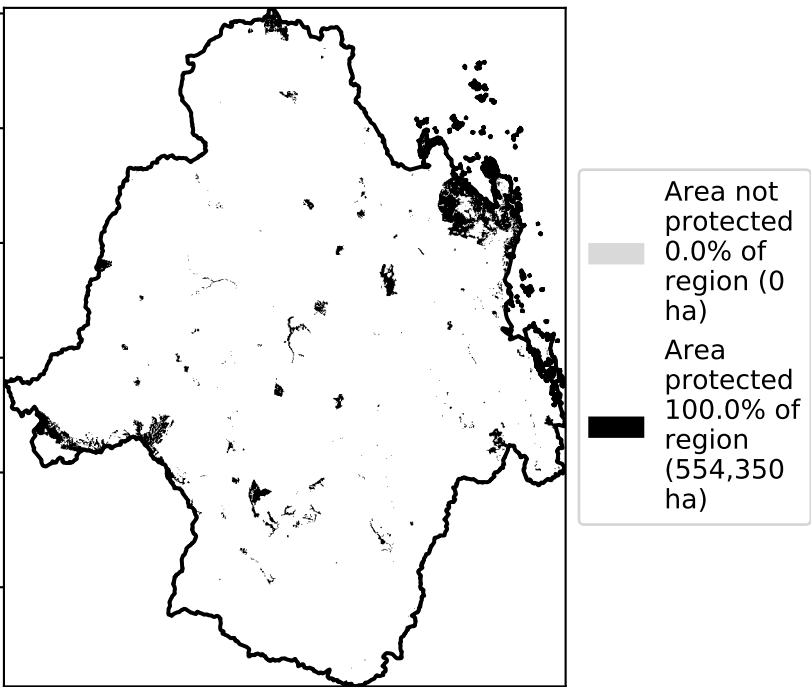 Area not
protected
0.0% of
region (0
ha)
Area
protected
100.0% of
region
(554,350
ha)